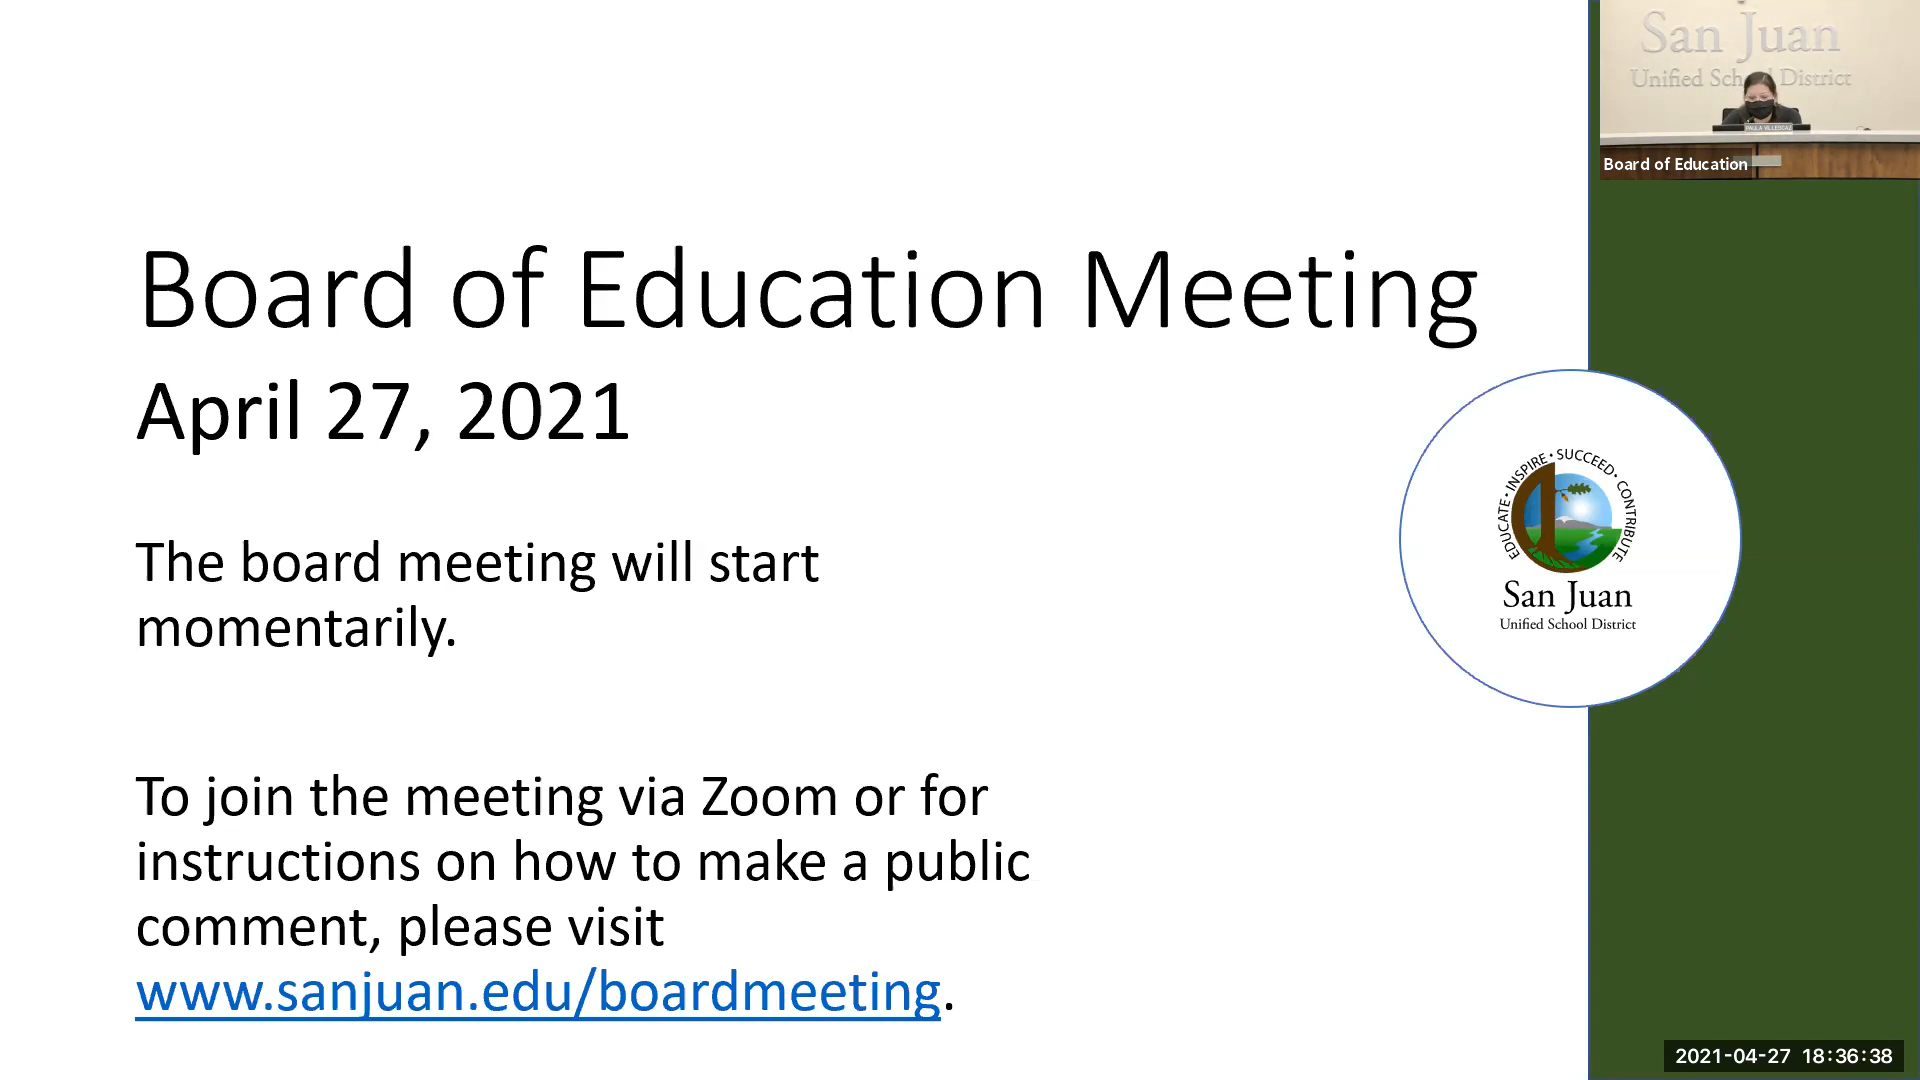 San Juan
Unified School District
PAULA VILLESCAZ
Board of Education
Board of Education Meeting
April 27, 2021
The board meeting will start
momentarily.
To join the meeting via Zoom or for
instructions on how to make a public
comment, please visit
www.sanjuan.edu/boardmeeting.
EDUCATE • INSPIRE • SUCCEED • CONTRIBUTE
San Juan
Unified School District
2021-04-27 18:36:38